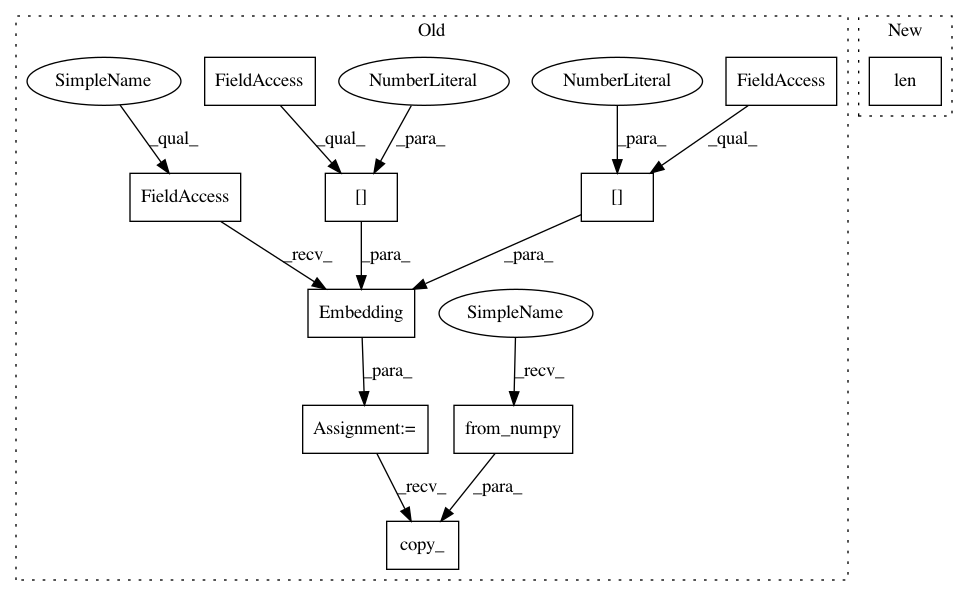 Old
New
SimpleName
FieldAccess
NumberLiteral
NumberLiteral
FieldAccess
len
_qual_
_qual_
_para_
_para_
_qual_
FieldAccess
[]
[]
_recv_
_para_
_para_
Embedding
SimpleName
_para_
_recv_
Assignment:=
from_numpy
_recv_
_para_
copy_